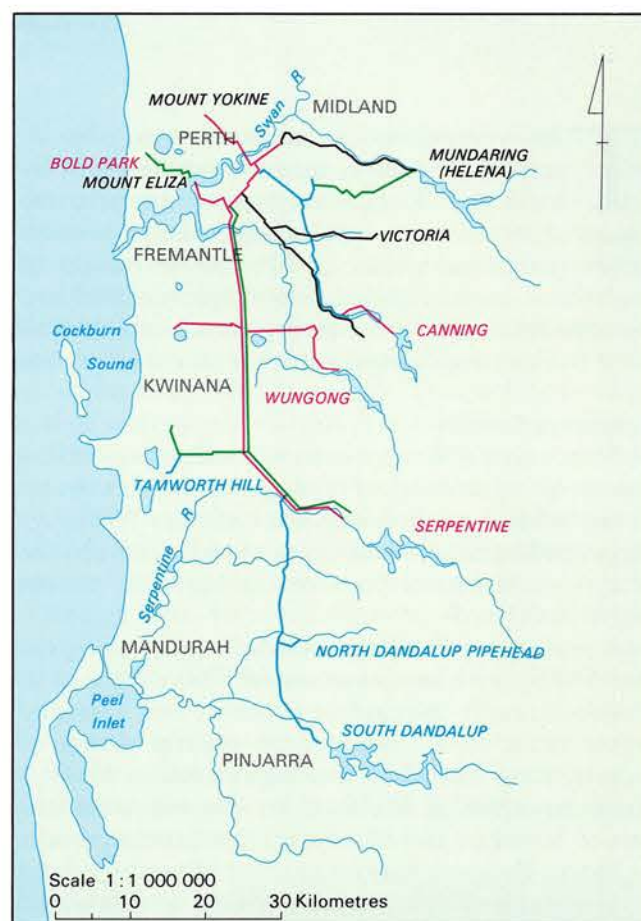 MOUNT YOKINE
MIDLAND
Swan R
PERTH
BOLD PARK
MOUNT ELIZA
MUNDARING
(HELENA)
VICTORIA
FREMANTLE
Cockburn
Sound
CANNING
KWINANA
WUNGONG
TAMWORTH HILL
SERPENTINE
Serpentine R
MANDURAH
NORTH DANDALUP PIPEHEAD
Peel
Inlet
SOUTH DANDALUP
PINJARRA
Scale 1:1 000 000
0 10 20 30 Kilometres